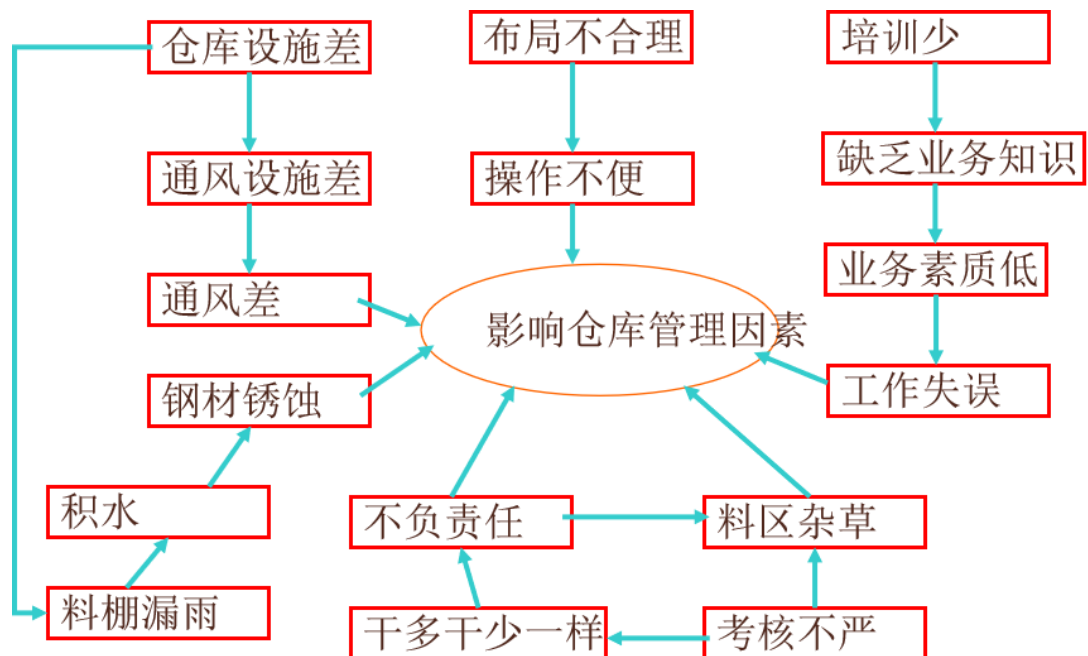 仓库设施差
布局不合理
培训少
通风设施差
操作不便
缺乏业务知识
通风差
业务素质低
影响仓库管理因素
钢材锈蚀
工作失误
积水
不负责任
料区杂草
料棚漏雨
干多干少一样
考核不严